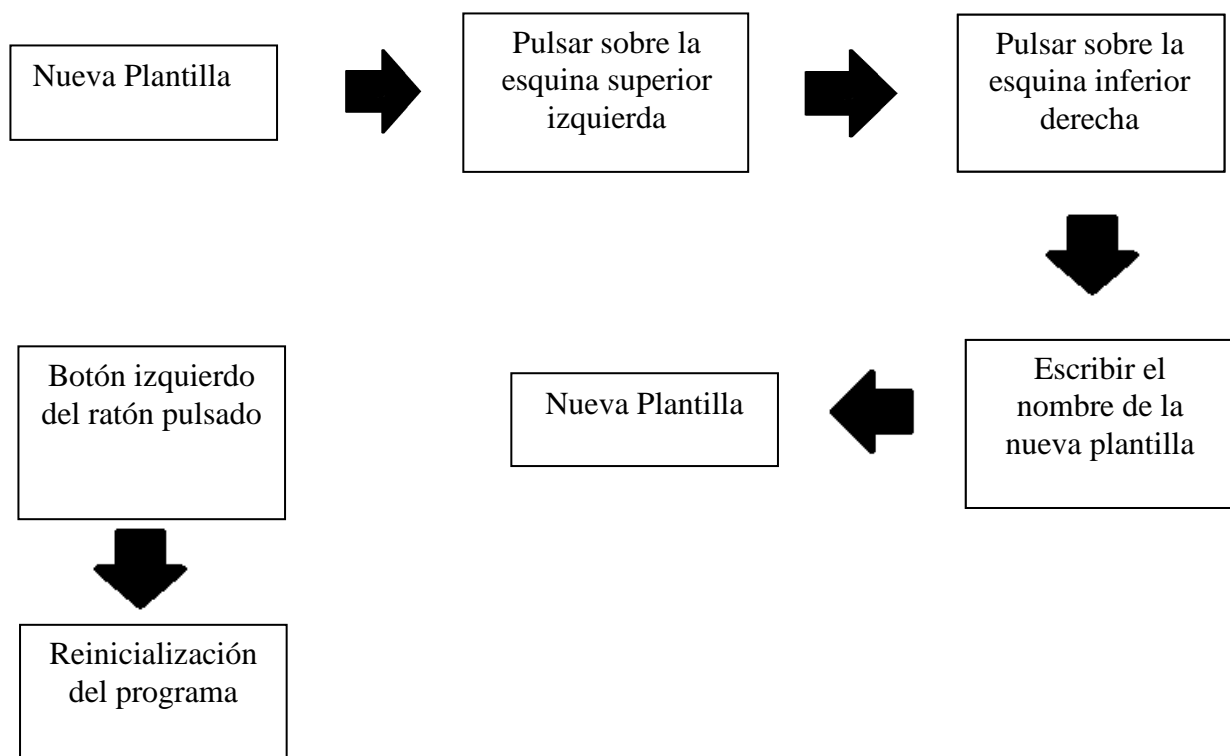 Nueva Plantilla
Pulsar sobre la
esquina superior
izquierda
Pulsar sobre la
esquina inferior
derecha
Escribir el
nombre de la
nueva plantilla
Nueva Plantilla
Botón izquierdo
del ratón pulsado
Reinicialización
del programa